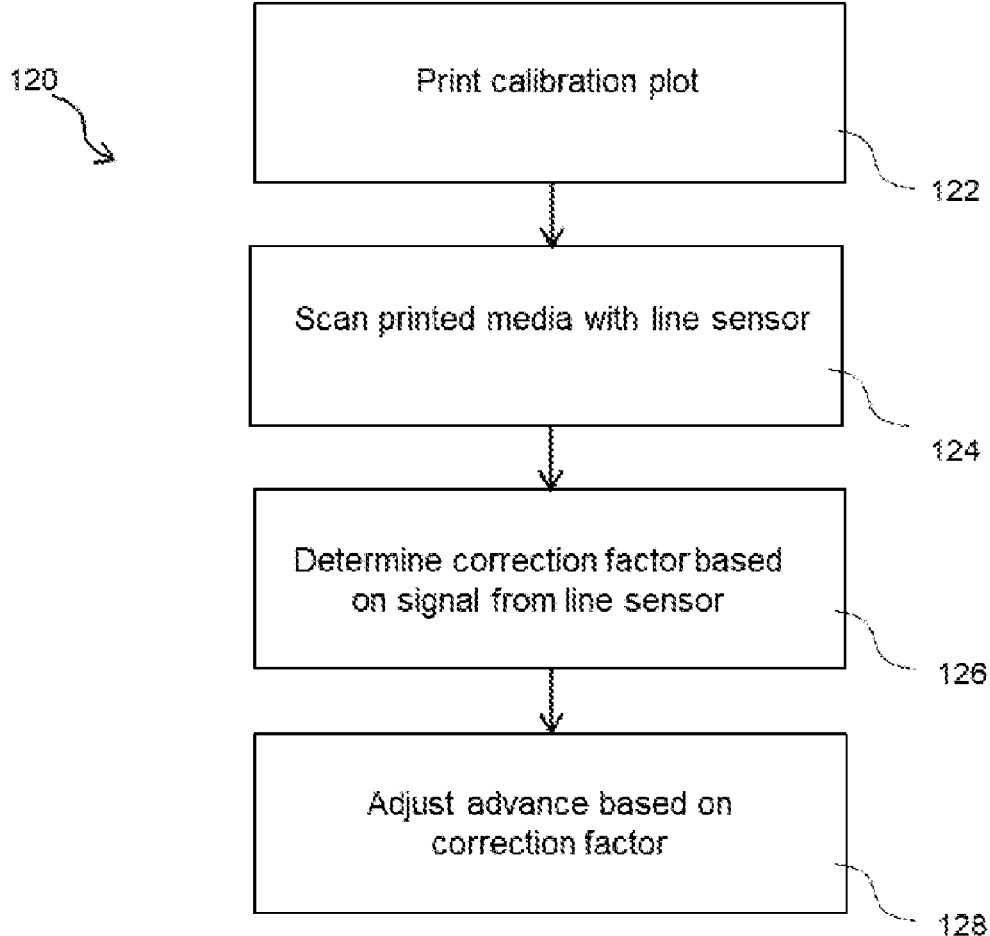 120
Print calibration plot
122
Scan printed media with line sensor
124
Determine correction factor based
on signal from line sensor
126
Adjust advance based on
correction factor
128